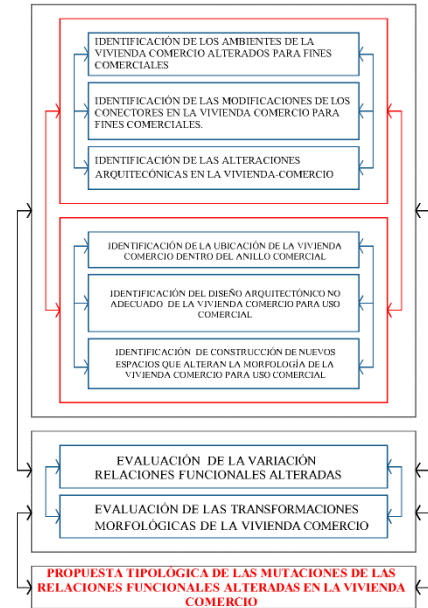 IDENTIFICACIÓN DE LOS AMBIENTES DE LA
VIVIENDA COMERCIO ALTERADOS PARA FINES
COMERCIALES
IDENTIFICACIÓN DE LAS MODIFICACIONES DE LOS
CONECTORES EN LA VIVIENDA COMERCIO PARA
FINES COMERCIALES.
IDENTIFICACIÓN DE LAS ALTERACIONES
ARQUITECÓNICAS EN LA VIVIENDA-COMERCIO
IDENTIFICACIÓN DE LA UBICACIÓN DE LA VIVIENDA
COMERCIO DENTRO DEL ANILLO COMERCIAL
IDENTIFICACIÓN DEL DISEÑO ARQUITECTÓNICO NO
ADECUADO DE LA VIVIENDA COMERCIO PARA USO
COMERCIAL
IDENTIFICACIÓN DE CONSTRUCCIÓN DE NUEVOS
ESPACIOS QUE ALTERAN LA MORFOLOGÍA DE LA
VIVIENDA COMERCIO PARA USO COMERCIAL
EVALUACIÓN DE LA VARIACIÓN
RELACIONES FUNCIONALES ALTERADAS
EVALUACIÓN DE LAS TRANSFORMACIONES
MORFOLÓGICAS DE LA VIVIENDA COMERCIO
PROPUESTA TIPOLÓGICA DE LAS MUTACIONES DE LAS
RELACIONES FUNCIONALES ALTERADAS EN LA VIVIENDA
COMERCIO